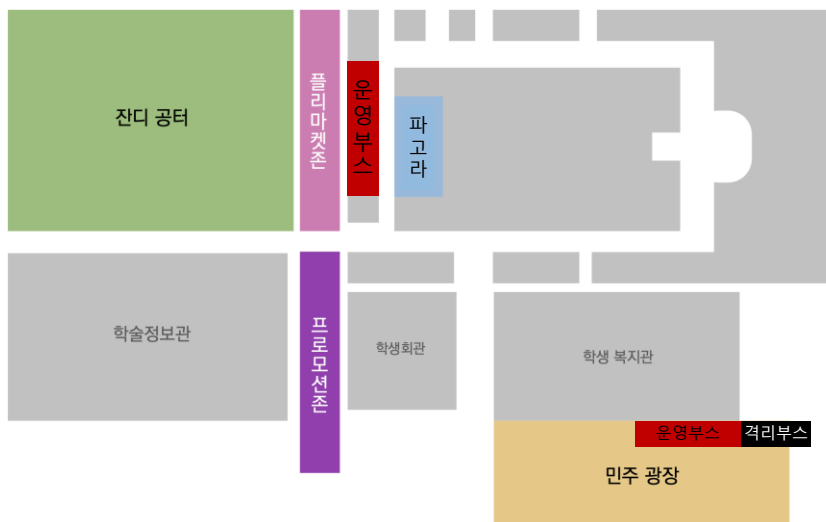 잔디 공터
플리마켓존
운영부스
파고라
학술정보관
프로모션존
학생회관
학생 복지관
운영부스
격리부스
민주 광장